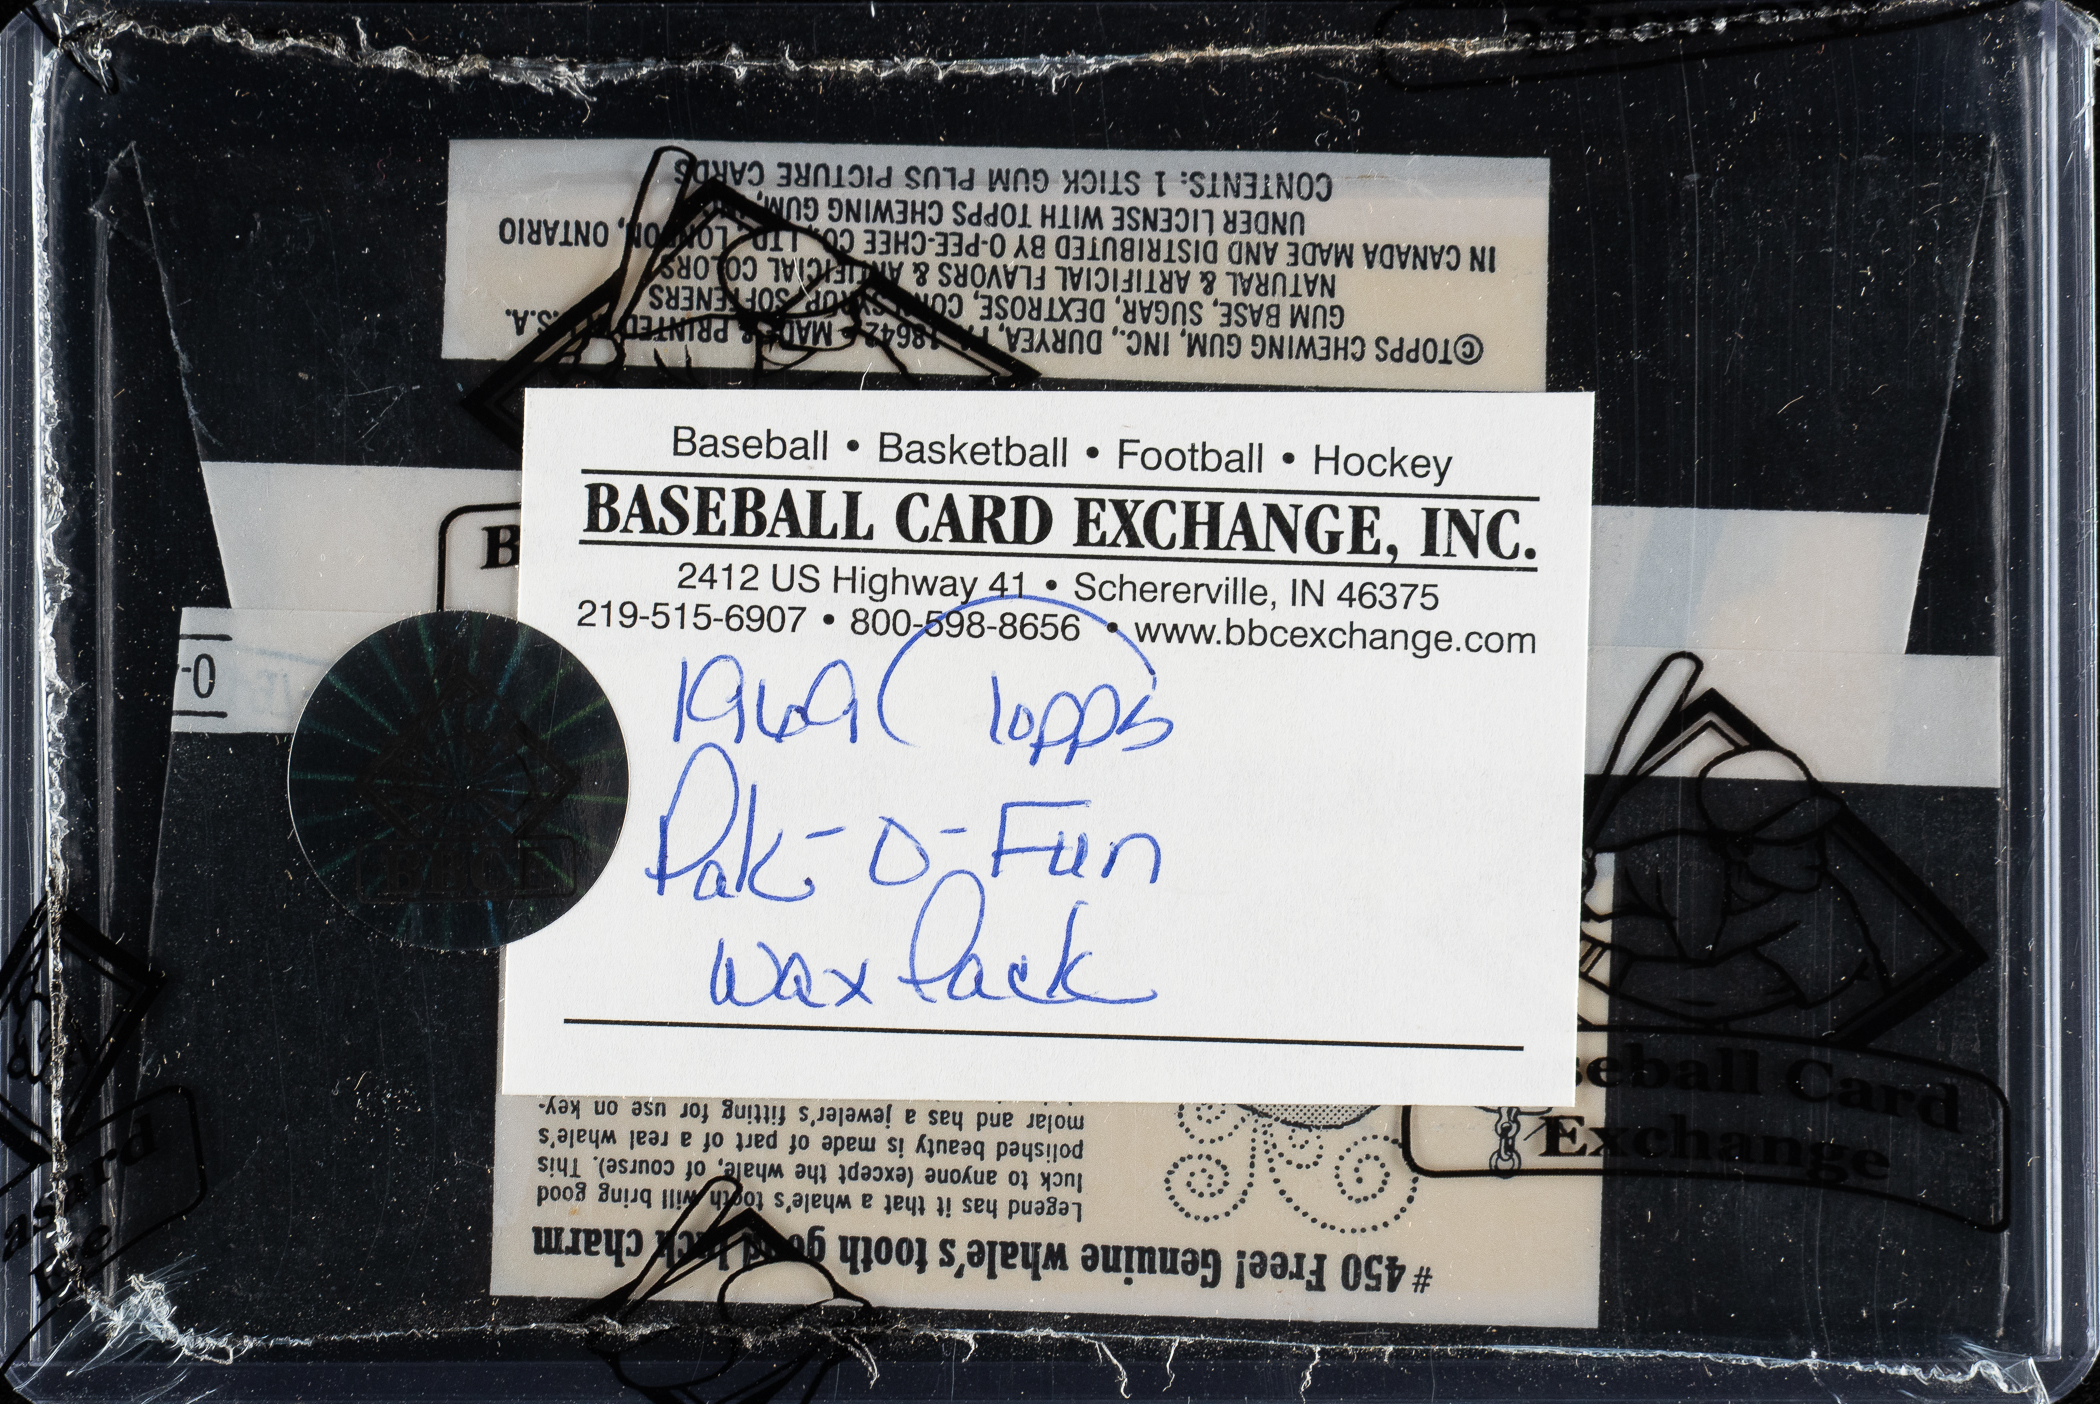 CONTENTS: 1 STICK GUM PLUS PICTURE CARDS
UNDER LICENSE WITH TOPPS CHEWING GUM,
IN CANADA MADE AND DISTRIBUTED BY O-PEE-CHEE CO., LTD., LONDON, ONTARIO
NATURAL & ARTIFICIAL FLAVORS & ARTIFICIAL COLORS
GUM BASE, SUGAR, DEXTROSE, CORN SYRUP, SOFTENERS
©TOPPS CHEWING GUM, INC., DURYEA, PA. 18642 • MADE & PRINTED IN U.S.A.
Baseball • Basketball • Football • Hockey
BASEBALL CARD EXCHANGE, INC.
2412 US Highway 41 • Schererville, IN 46375
219-515-6907 • 800-598-8656 • www.bbcexchange.com
B
-O
1969 Topps
Pak-O-Fun
Wax Pack
BBCE
seball Card
Exchange
molar and has a jeweler's fitting for use on key-
polished beauty is made of part of a real whale's
luck to anyone (except the whale, of course). This
Legend has it that a whale's tooth will bring good
#450 Free! Genuine whale's tooth good luck charm